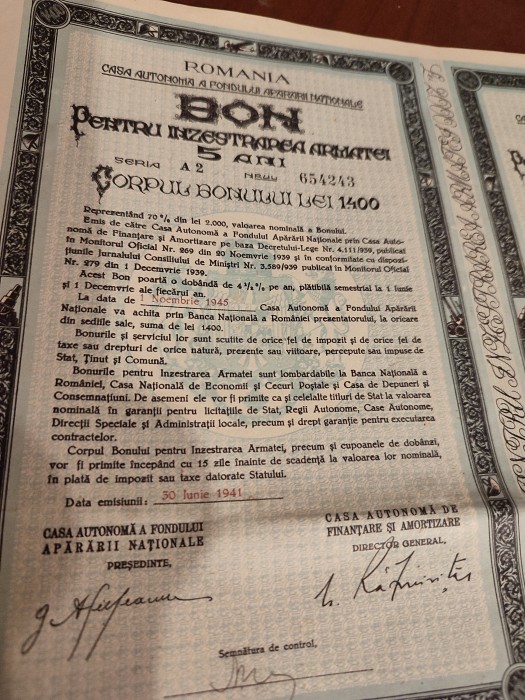 ROMANIA
CASA AUTONOMA A FONDULUI APARARII NATIONALE
BON
PENTRU INZESTRAREA ARMATEI
5 ANI
SERIA A 2 654243
CORPUL BONULUI LEI 1400
Reprezentând 70 % din lei 2.000, valoarea nominală a Bonului.
Emis de către Casa Autonomă a Fondului Apărării Naționale prin Casa Auto-
nomă de Finanțare și Amortizare pe baza Decretului-Lege Nr. 4.111/939, publicat
în Monitorul Oficial Nr. 269 din 20 Noemvrie 1939 și în conformitate cu dispozi-
țiunile Jurnalului Consiliului de Miniștri Nr. 3.589/939 publicat în Monitorul Oficial
Nr. 279 din 1 Decemvrie 1939.
Acest Bon poartă o dobândă de 4½% pe an, plătibilă semestrial la 1 Iunie
și 1 Decemvrie ale fiecărui an.
La data de 1 Noembrie 1945 Casa Autonomă a Fondului Apărării
Naționale va achita prin Banca Națională a României prezentatorului, la oricare
din sediile sale, suma de lei 1400.
Bonurile și serviciul lor sunt scutite de orice fel de impozit și de orice fel de
taxe sau drepturi de orice natură, prezente sau viitoare, percepute sau impuse de
Stat, Ținut și Comună.
Bonurile pentru Inzestrarea Armatei sunt lombardabile la Banca Națională a
României, Casa Națională de Economii și Cecuri Poștale și Casa de Depuneri și
Consemnațiuni. De asemeni ele vor fi primite ca și celelalte titluri de Stat la valoarea
nominală în garanții pentru licitațiile de Stat, Regii Autonome, Case Autonome,
Direcții Speciale și Administrații locale, precum și drept garanție pentru executarea
contractelor.
Corpul Bonului pentru Inzestrarea Armatei, precum și cupoanele de dobânzi,
vor fi primite începând cu 15 zile înainte de scadență la valoarea lor nominală,
în plată de impozit sau taxe datorate Statului.
Data emisiunii: 30 Iunie 1941
CASA AUTONOMĂ A FONDULUI
APĂRĂRII NAȚIONALE
PREȘEDINTE,
CASA AUTONOMĂ DE
FINANȚARE ȘI AMORTIZARE
DIRECTOR GENERAL,
Semnătura de control,